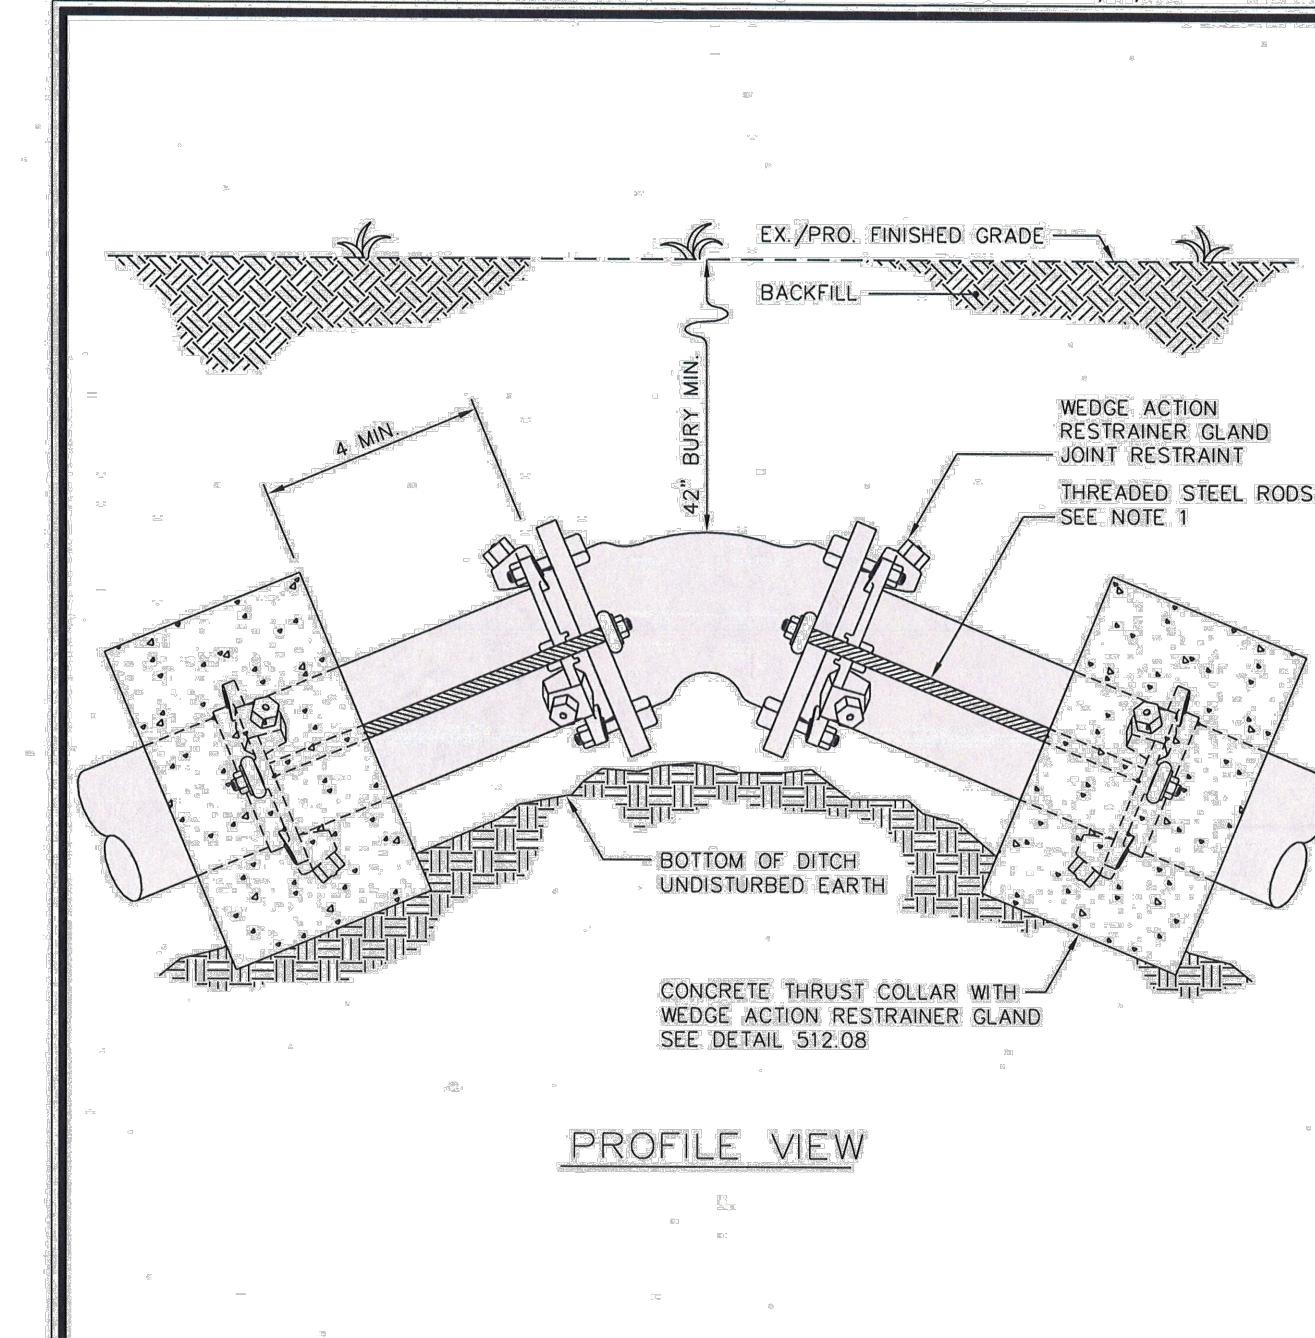 EX./PRO. FINISHED GRADE
BACKFILL
42" BURY MIN.
4 MIN.
WEDGE ACTION
RESTRAINER GLAND
JOINT RESTRAINT
THREADED STEEL RODS
SEE NOTE 1
BOTTOM OF DITCH
UNDISTURBED EARTH
CONCRETE THRUST COLLAR WITH
WEDGE ACTION RESTRAINER GLAND
SEE DETAIL 512.08
PROFILE VIEW